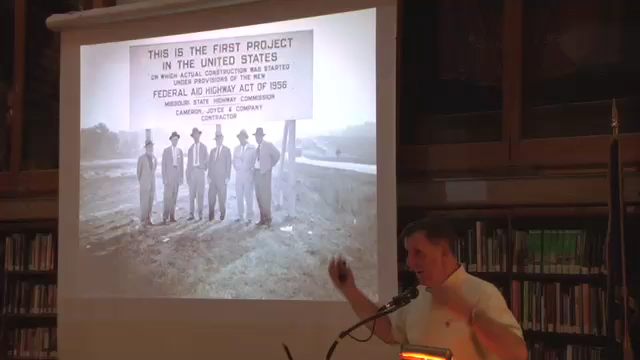 THIS IS THE FIRST PROJECT
IN THE UNITED STATES
ON WHICH ACTUAL CONSTRUCTION WAS STARTED
UNDER PROVISIONS OF THE NEW
FEDERAL AID HIGHWAY ACT OF 1956
MISSOURI STATE HIGHWAY COMMISSION
CAMERON, JOYCE & COMPANY
CONTRACTOR